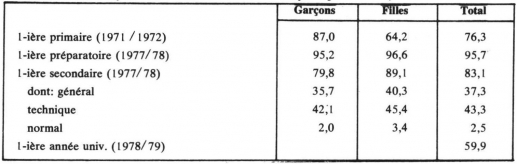 Garçons Filles Total
1-ière primaire (1971 / 1972) 87,0 64,2 76,3
1-ière préparatoire (1977/78) 95,2 96,6 95,7
1-ière secondaire (1977/78) 79,8 89,1 83,1
dont: général 35,7 40,3 37,3
technique 42,1 45,4 43,3
normal 2,0 3,4 2,5
1-ière année univ. (1978/79) 59,9